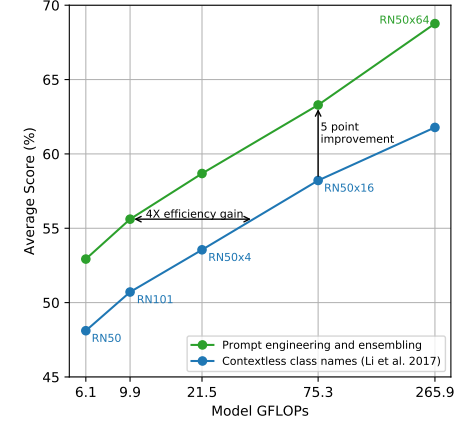 70
65
60
55
50
45
Average Score (%)
RN50x64
5 point
improvement
4X efficiency gain
RN50x16
RN50x4
RN101
RN50
Prompt engineering and ensembling
Contextless class names (Li et al. 2017)
6.1 9.9 21.5 75.3 265.9
Model GFLOPs